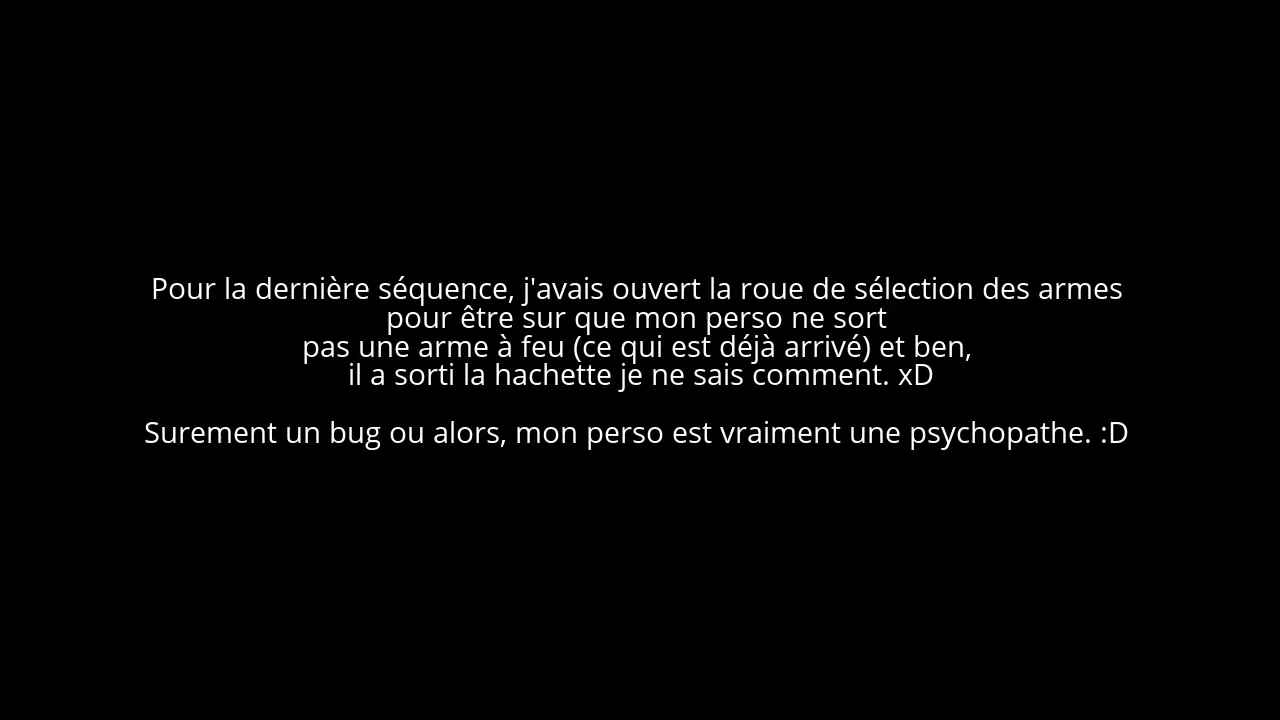 Pour la dernière séquence, j'avais ouvert la roue de sélection des armes
pour être sur que mon perso ne sort
pas une arme à feu (ce qui est déjà arrivé) et ben,
il a sorti la hachette je ne sais comment. xD
Surement un bug ou alors, mon perso est vraiment une psychopathe. :D